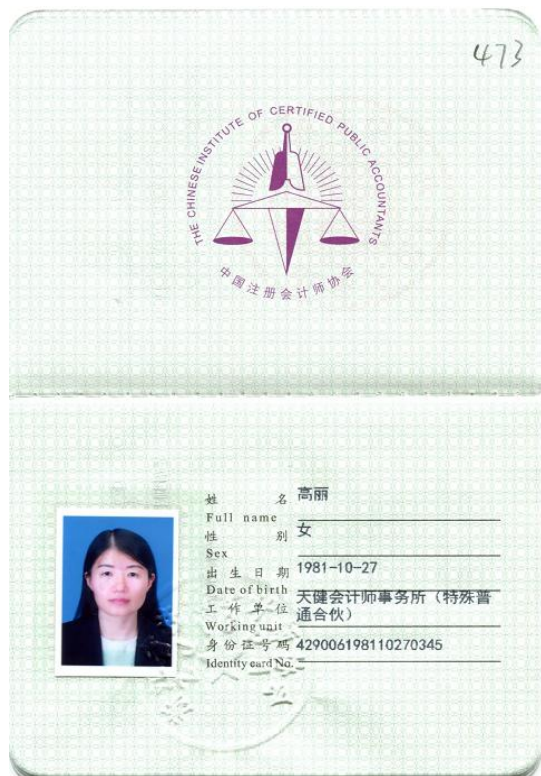 473
THE CHINESE INSTITUTE OF CERTIFIED PUBLIC ACCOUNTANTS
中国注册会计师协会
姓 名 高丽
Full name
性 别 女
Sex
出生日期 1981-10-27
Date of birth
工作单位 天健会计师事务所（特殊普
通合伙）
Working unit
身份证号码 429006198110270345
Identity card No.